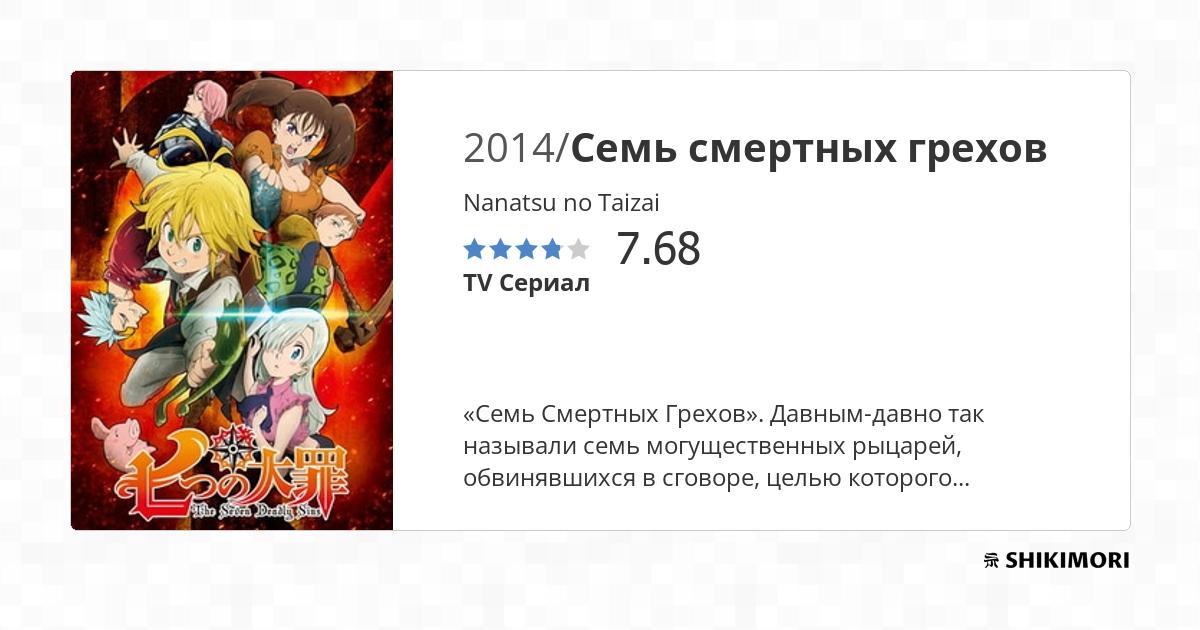 2014/Семь смертных грехов
Nanatsu no Taizai
7.68
TV Сериал
«Семь Смертных Грехов». Давным-давно так
называли семь могущественных рыцарей,
обвинявшихся в сговоре, целью которого...
七つの大罪
The Seven Deadly Sins
SHIKIMORI